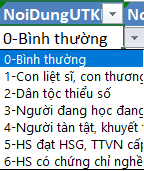 NoiDungUTK
0-Bình thường
0-Bình thường
1-Con liệt sĩ, con thương
2-Dân tộc thiểu số
3-Người đang học đang
4-Người tàn tật, khuyết
5-HS đạt HSG, TTVN cấp
6-HS có chứng chỉ nghề